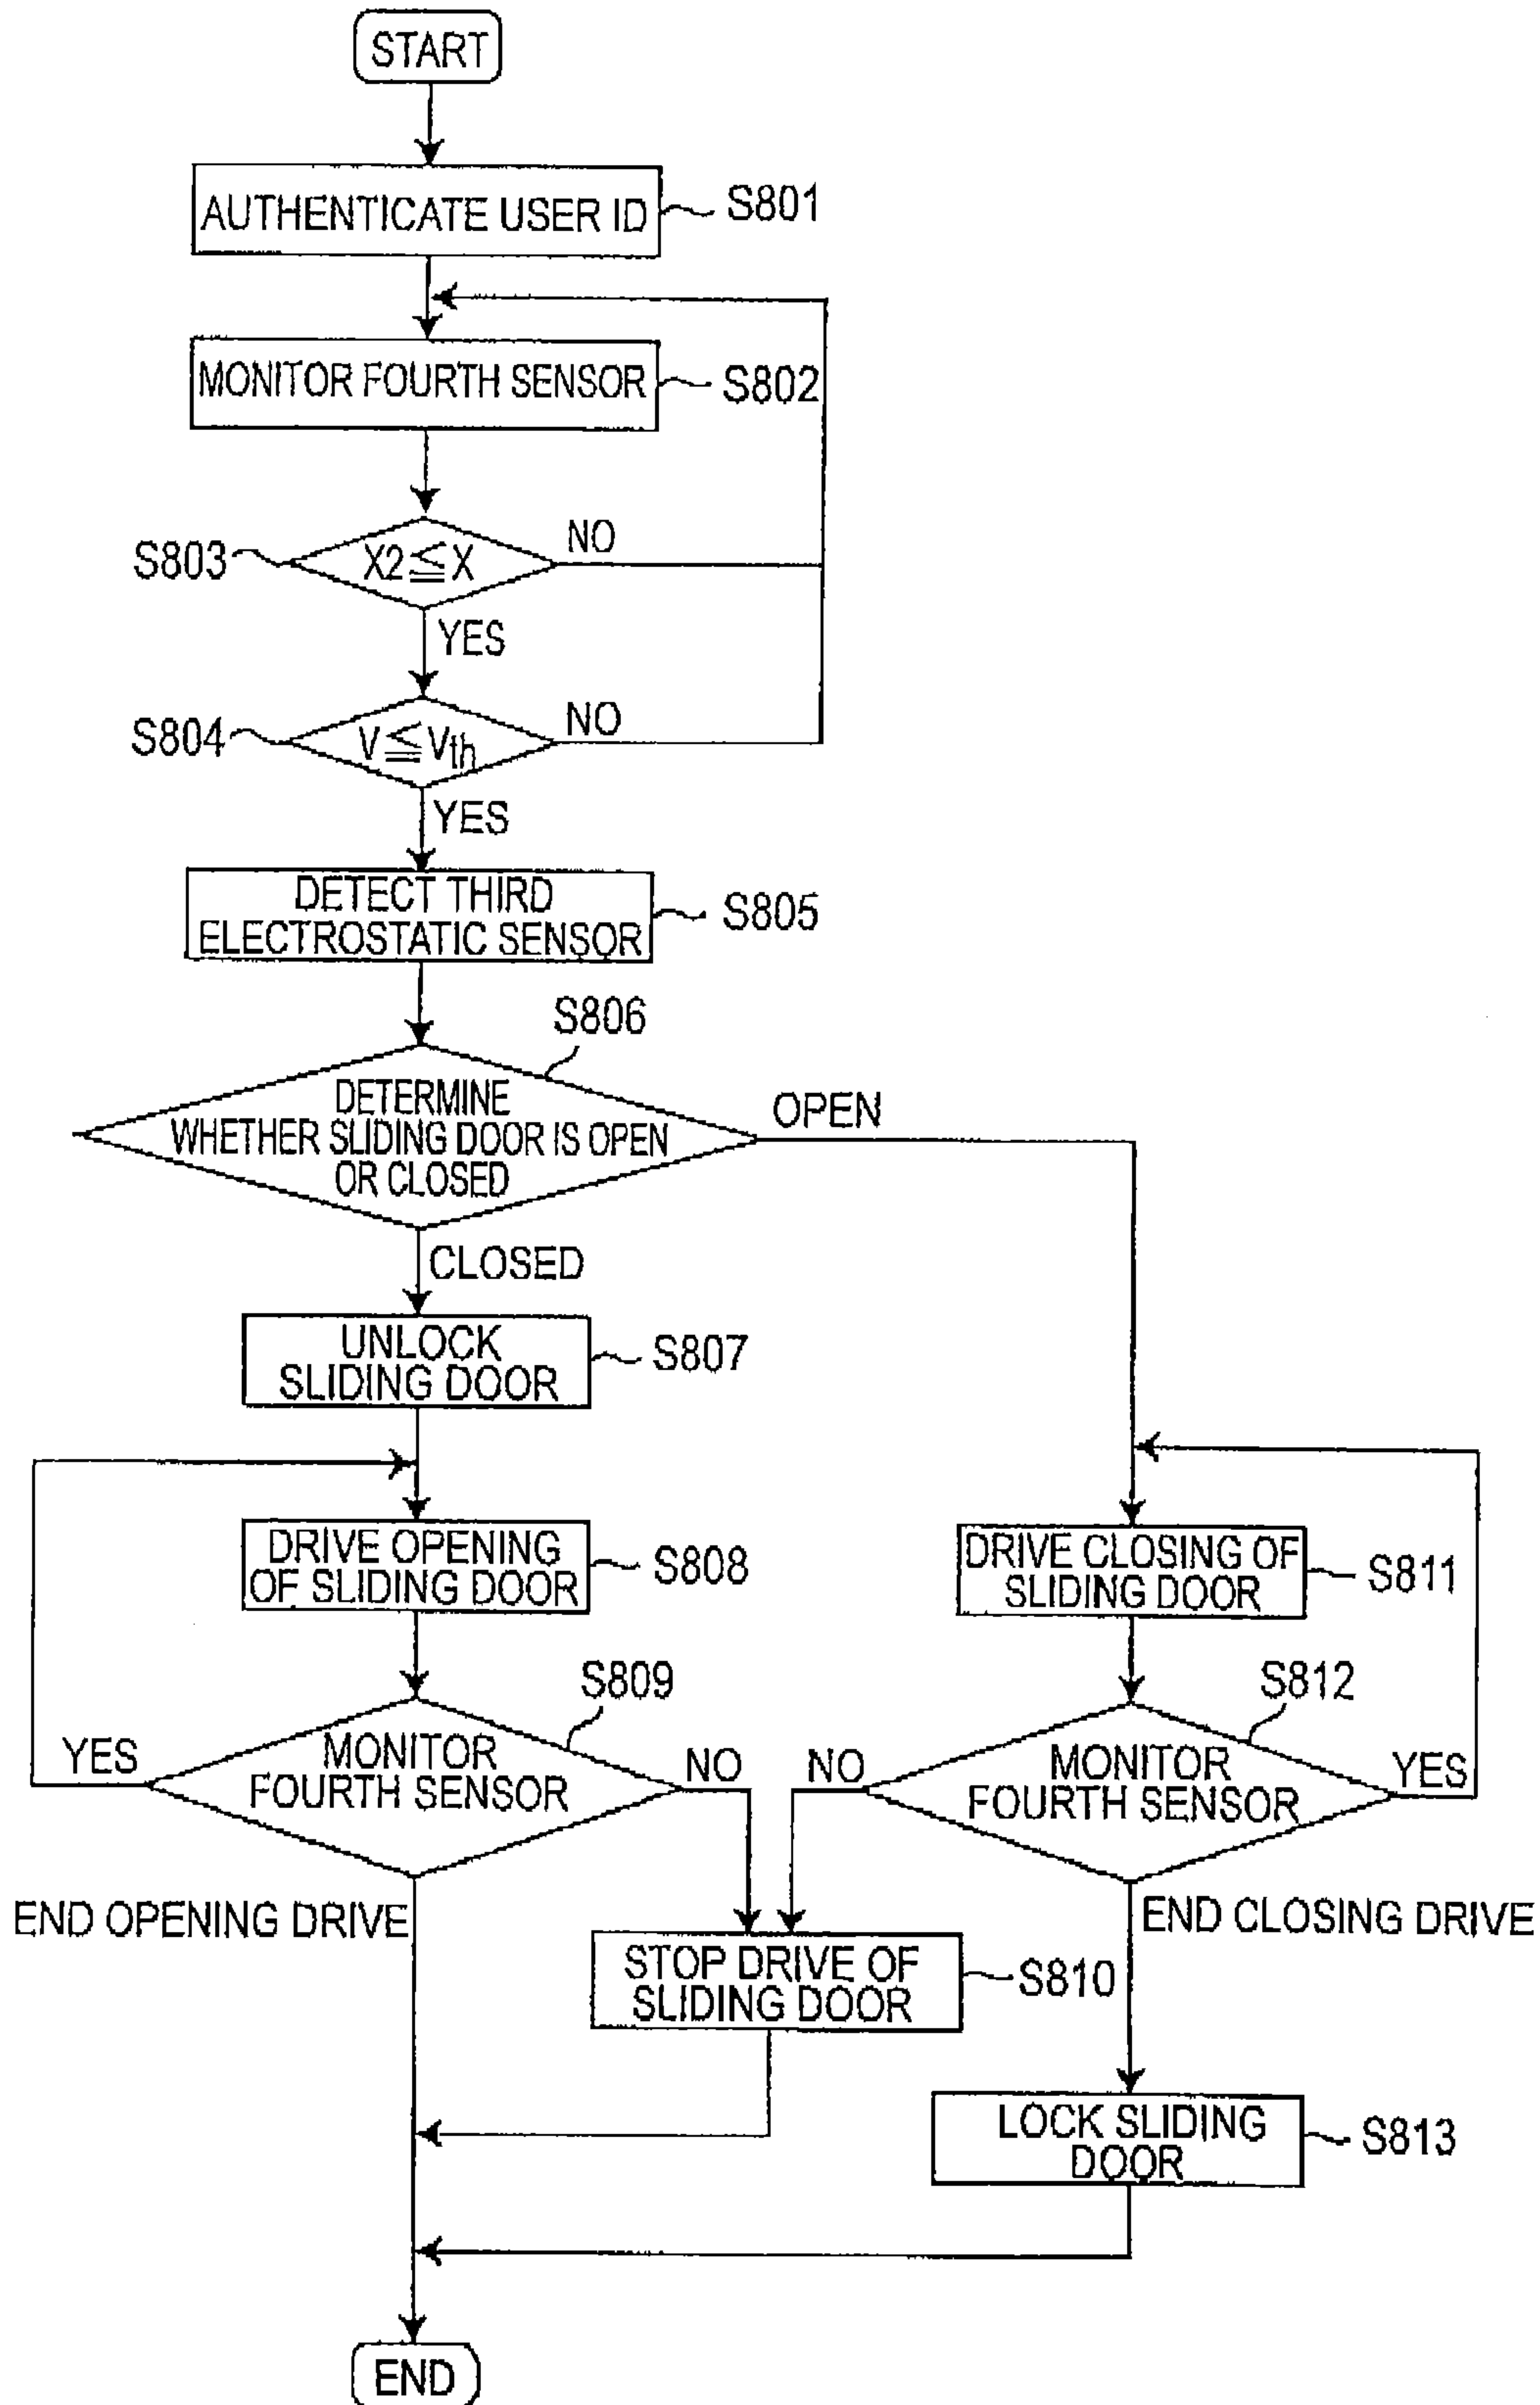 START
AUTHENTICATE USER ID
S801
MONITOR FOURTH SENSOR
S802
S803
X2≦X
NO
YES
S804
V≦Vth
NO
YES
DETECT THIRD
ELECTROSTATIC SENSOR
S805
S806
DETERMINE
WHETHER SLIDING DOOR IS OPEN
OR CLOSED
OPEN
CLOSED
UNLOCK
SLIDING DOOR
S807
DRIVE OPENING
OF SLIDING DOOR
S808
DRIVE CLOSING OF
SLIDING DOOR
S811
S809
YES
MONITOR
FOURTH SENSOR
NO
S812
NO
MONITOR
FOURTH SENSOR
YES
END OPENING DRIVE
END CLOSING DRIVE
STOP DRIVE OF
SLIDING DOOR
S810
LOCK SLIDING
DOOR
S813
END